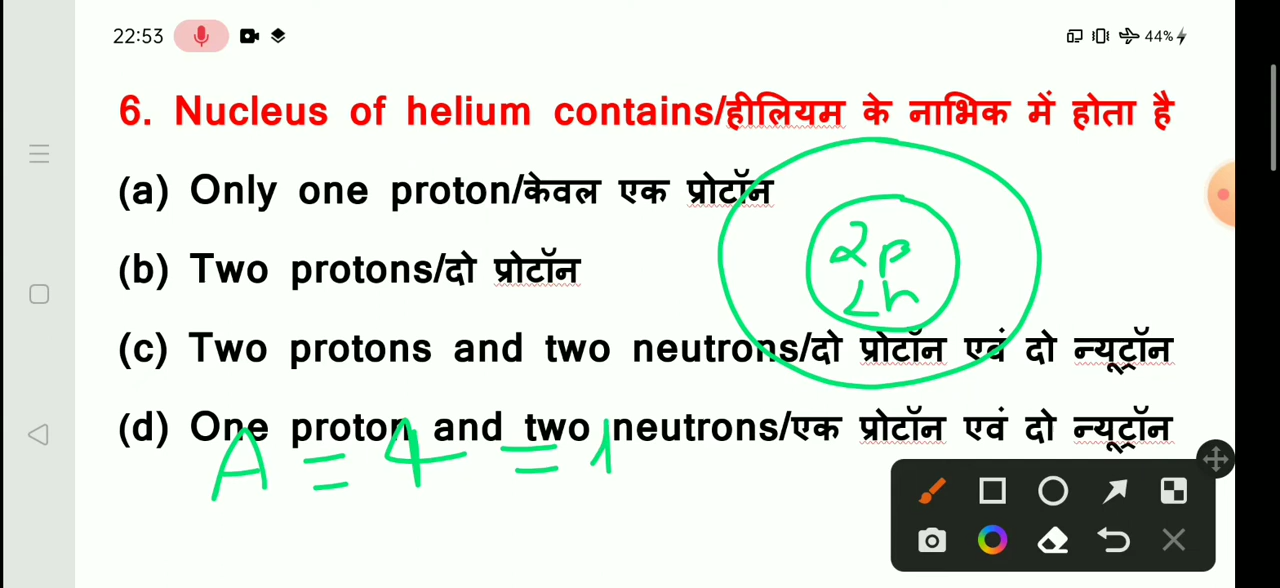 22:53 44%
6. Nucleus of helium contains/हीलियम के नाभिक में होता है
(a) Only one proton/केवल एक प्रोटॉन
(b) Two protons/दो प्रोटॉन
2p
2n
(c) Two protons and two neutrons/दो प्रोटॉन एवं दो न्यूट्रॉन
(d) One proton and two neutrons/एक प्रोटॉन एवं दो न्यूट्रॉन
A = 4 = 1